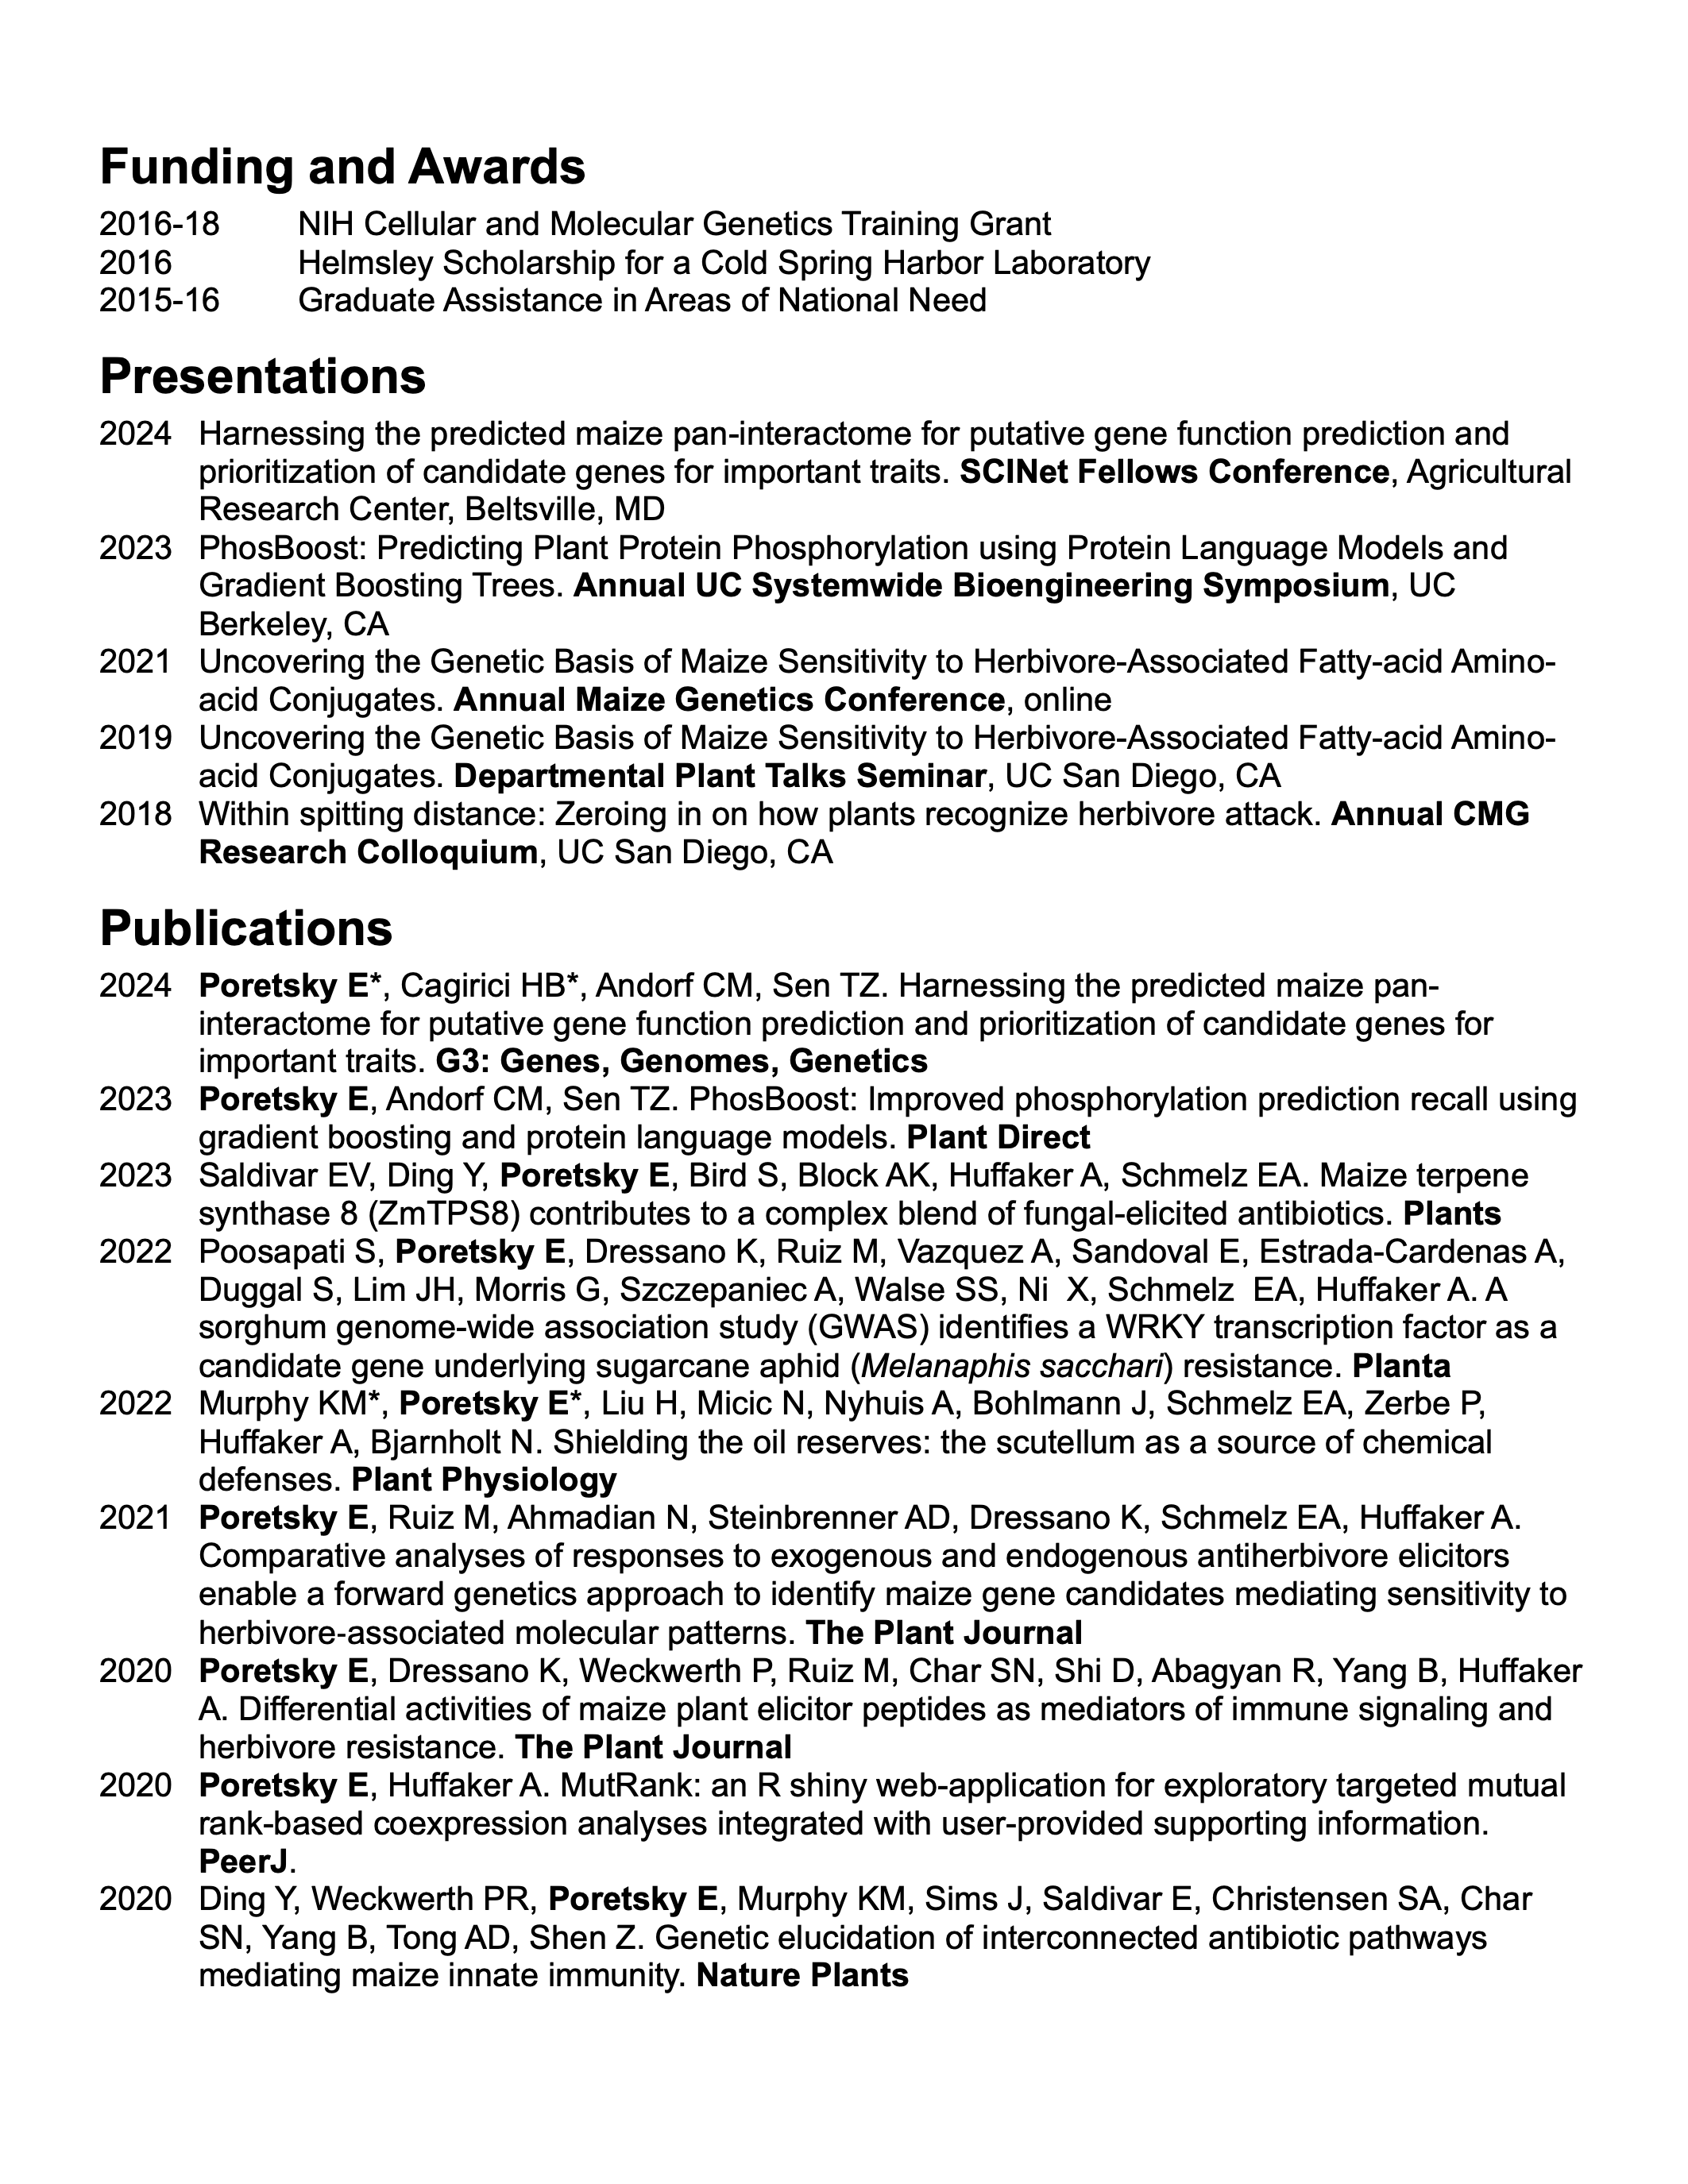 Funding and Awards
2016-18 NIH Cellular and Molecular Genetics Training Grant
2016 Helmsley Scholarship for a Cold Spring Harbor Laboratory
2015-16 Graduate Assistance in Areas of National Need
Presentations
2024 Harnessing the predicted maize pan-interactome for putative gene function prediction and
prioritization of candidate genes for important traits. SCINet Fellows Conference, Agricultural
Research Center, Beltsville, MD
2023 PhosBoost: Predicting Plant Protein Phosphorylation using Protein Language Models and
Gradient Boosting Trees. Annual UC Systemwide Bioengineering Symposium, UC
Berkeley, CA
2021 Uncovering the Genetic Basis of Maize Sensitivity to Herbivore-Associated Fatty-acid Amino-
acid Conjugates. Annual Maize Genetics Conference, online
2019 Uncovering the Genetic Basis of Maize Sensitivity to Herbivore-Associated Fatty-acid Amino-
acid Conjugates. Departmental Plant Talks Seminar, UC San Diego, CA
2018 Within spitting distance: Zeroing in on how plants recognize herbivore attack. Annual CMG
Research Colloquium, UC San Diego, CA
Publications
2024 Poretsky E*, Cagirici HB*, Andorf CM, Sen TZ. Harnessing the predicted maize pan-
interactome for putative gene function prediction and prioritization of candidate genes for
important traits. G3: Genes, Genomes, Genetics
2023 Poretsky E, Andorf CM, Sen TZ. PhosBoost: Improved phosphorylation prediction recall using
gradient boosting and protein language models. Plant Direct
2023 Saldivar EV, Ding Y, Poretsky E, Bird S, Block AK, Huffaker A, Schmelz EA. Maize terpene
synthase 8 (ZmTPS8) contributes to a complex blend of fungal-elicited antibiotics. Plants
2022 Poosapati S, Poretsky E, Dressano K, Ruiz M, Vazquez A, Sandoval E, Estrada-Cardenas A,
Duggal S, Lim JH, Morris G, Szczepaniec A, Walse SS, Ni X, Schmelz EA, Huffaker A. A
sorghum genome-wide association study (GWAS) identifies a WRKY transcription factor as a
candidate gene underlying sugarcane aphid (Melanaphis sacchari) resistance. Planta
2022 Murphy KM*, Poretsky E*, Liu H, Micic N, Nyhuis A, Bohlmann J, Schmelz EA, Zerbe P,
Huffaker A, Bjarnholt N. Shielding the oil reserves: the scutellum as a source of chemical
defenses. Plant Physiology
2021 Poretsky E, Ruiz M, Ahmadian N, Steinbrenner AD, Dressano K, Schmelz EA, Huffaker A.
Comparative analyses of responses to exogenous and endogenous antiherbivore elicitors
enable a forward genetics approach to identify maize gene candidates mediating sensitivity to
herbivore-associated molecular patterns. The Plant Journal
2020 Poretsky E, Dressano K, Weckwerth P, Ruiz M, Char SN, Shi D, Abagyan R, Yang B, Huffaker
A. Differential activities of maize plant elicitor peptides as mediators of immune signaling and
herbivore resistance. The Plant Journal
2020 Poretsky E, Huffaker A. MutRank: an R shiny web-application for exploratory targeted mutual
rank-based coexpression analyses integrated with user-provided supporting information.
PeerJ.
2020 Ding Y, Weckwerth PR, Poretsky E, Murphy KM, Sims J, Saldivar E, Christensen SA, Char
SN, Yang B, Tong AD, Shen Z. Genetic elucidation of interconnected antibiotic pathways
mediating maize innate immunity. Nature Plants